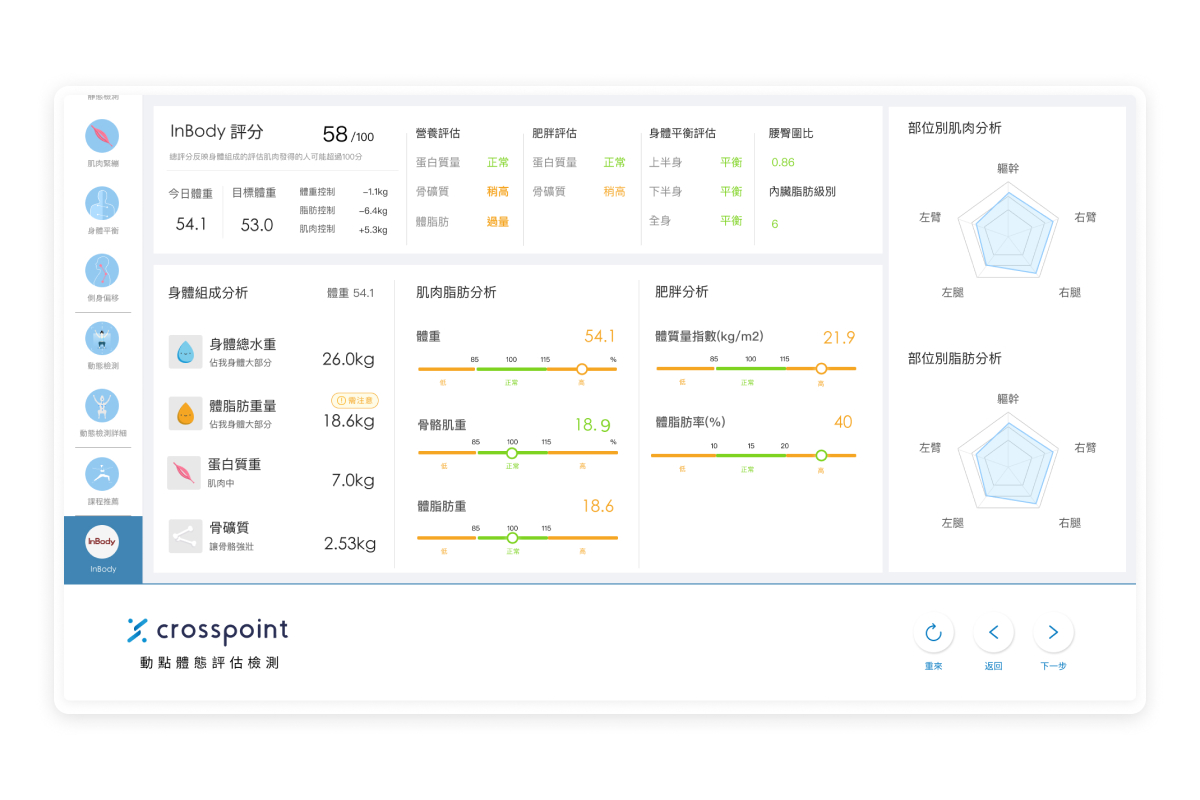 靜態檢測
肌肉緊繃
身體平衡
側身偏移
動態檢測
動態檢測詳細
課程推薦
InBody
InBody
InBody 評分
58 /100
總評分反映身體組成的評估肌肉發得的人可能超過100分
今日體重
54.1
目標體重
53.0
體重控制 -1.1kg
脂肪控制 -6.4kg
肌肉控制 +5.3kg
營養評估
蛋白質量 正常
骨礦質 稍高
體脂肪 過量
肥胖評估
蛋白質量 正常
骨礦質 稍高
身體平衡評估
上半身 平衡
下半身 平衡
全身 平衡
腰臀圍比
0.86
內臟脂肪級別
6
身體組成分析 體重 54.1
身體總水重
佔我身體大部分
26.0kg
體脂肪重量
佔我身體大部分
需注意
18.6kg
蛋白質重
肌肉中
7.0kg
骨礦質
讓骨骼強壯
2.53kg
肌肉脂肪分析
體重 54.1
85 100 115 %
低 正常 高
骨骼肌重 18.9
85 100 115 %
低 正常 高
體脂肪重 18.6
85 100 115
低 正常 高
肥胖分析
體質量指數(kg/m2) 21.9
85 100 115
低 正常 高
體脂肪率(%) 40
10 15 20
低 正常 高
部位別肌肉分析
軀幹
左臂 右臂
左腿 右腿
部位別脂肪分析
軀幹
左臂 右臂
左腿 右腿
crosspoint
動點體態評估檢測
重來
返回
下一步